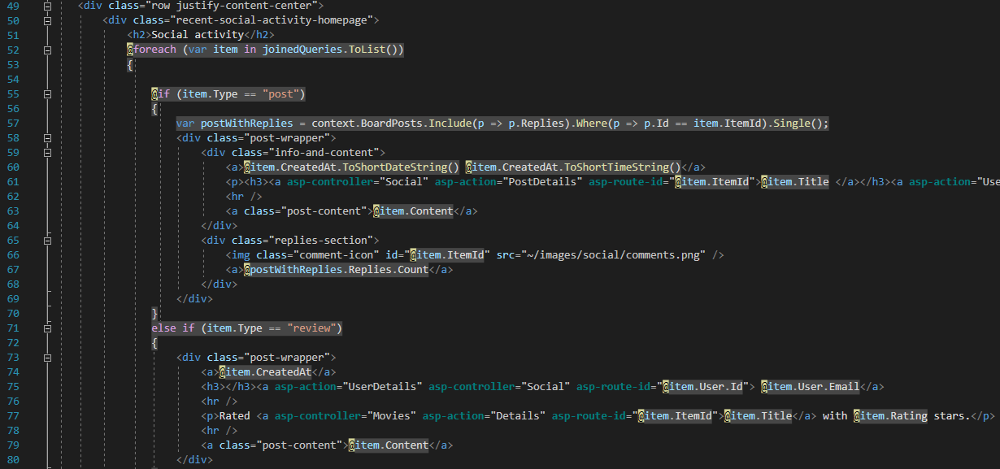 49 <div class="row justify-content-center">
50 <div class="recent-social-activity-homepage">
51 <h2>Social activity</h2>
52 @foreach (var item in joinedQueries.ToList())
53 {
54
55 @if (item.Type == "post")
56 {
57 var postWithReplies = context.BoardPosts.Include(p => p.Replies).Where(p => p.Id == item.ItemId).Single();
58 <div class="post-wrapper">
59 <div class="info-and-content">
60 <a>@item.CreatedAt.ToShortDateString() @item.CreatedAt.ToShortTimeString()</a>
61 <p><h3><a asp-controller="Social" asp-action="PostDetails" asp-route-id="@item.ItemId">@item.Title </a></h3><a asp-action="Use
62 <hr />
63 <a class="post-content">@item.Content</a>
64 </div>
65 <div class="replies-section">
66 <img class="comment-icon" id="@item.ItemId" src="~/images/social/comments.png" />
67 <a>@postWithReplies.Replies.Count</a>
68 </div>
69 </div>
70 }
71 else if (item.Type == "review")
72 {
73 <div class="post-wrapper">
74 <a>@item.CreatedAt</a>
75 <h3></h3><a asp-action="UserDetails" asp-controller="Social" asp-route-id="@item.User.Id"> @item.User.Email</a>
76 <hr />
77 <p>Rated <a asp-controller="Movies" asp-action="Details" asp-route-id="@item.ItemId">@item.Title</a> with @item.Rating stars.</p>
78 <hr />
79 <a class="post-content">@item.Content</a>
80 </div>